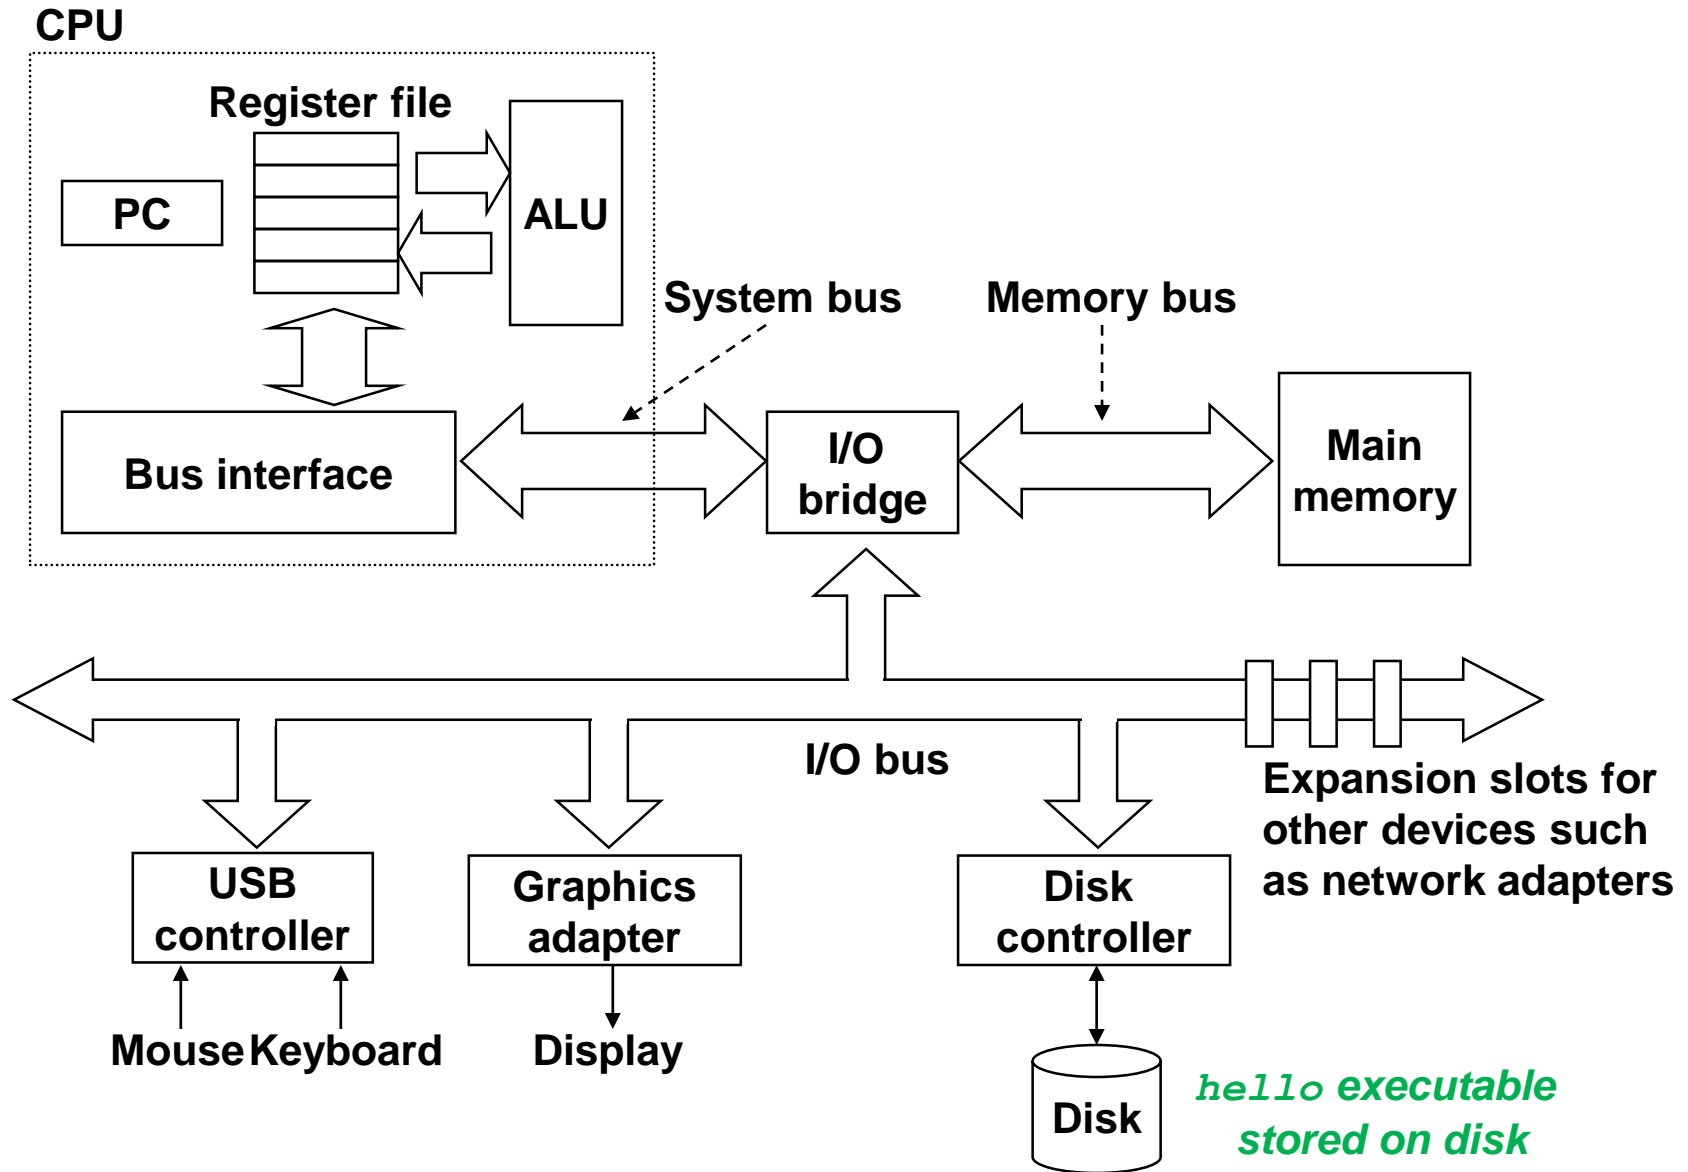 CPU
Register file
PC
ALU
System bus
Memory bus
Bus interface
I/O
bridge
Main
memory
I/O bus
Expansion slots for
other devices such
as network adapters
USB
controller
Graphics
adapter
Disk
controller
Mouse
Keyboard
Display
Disk
hello executable
stored on disk